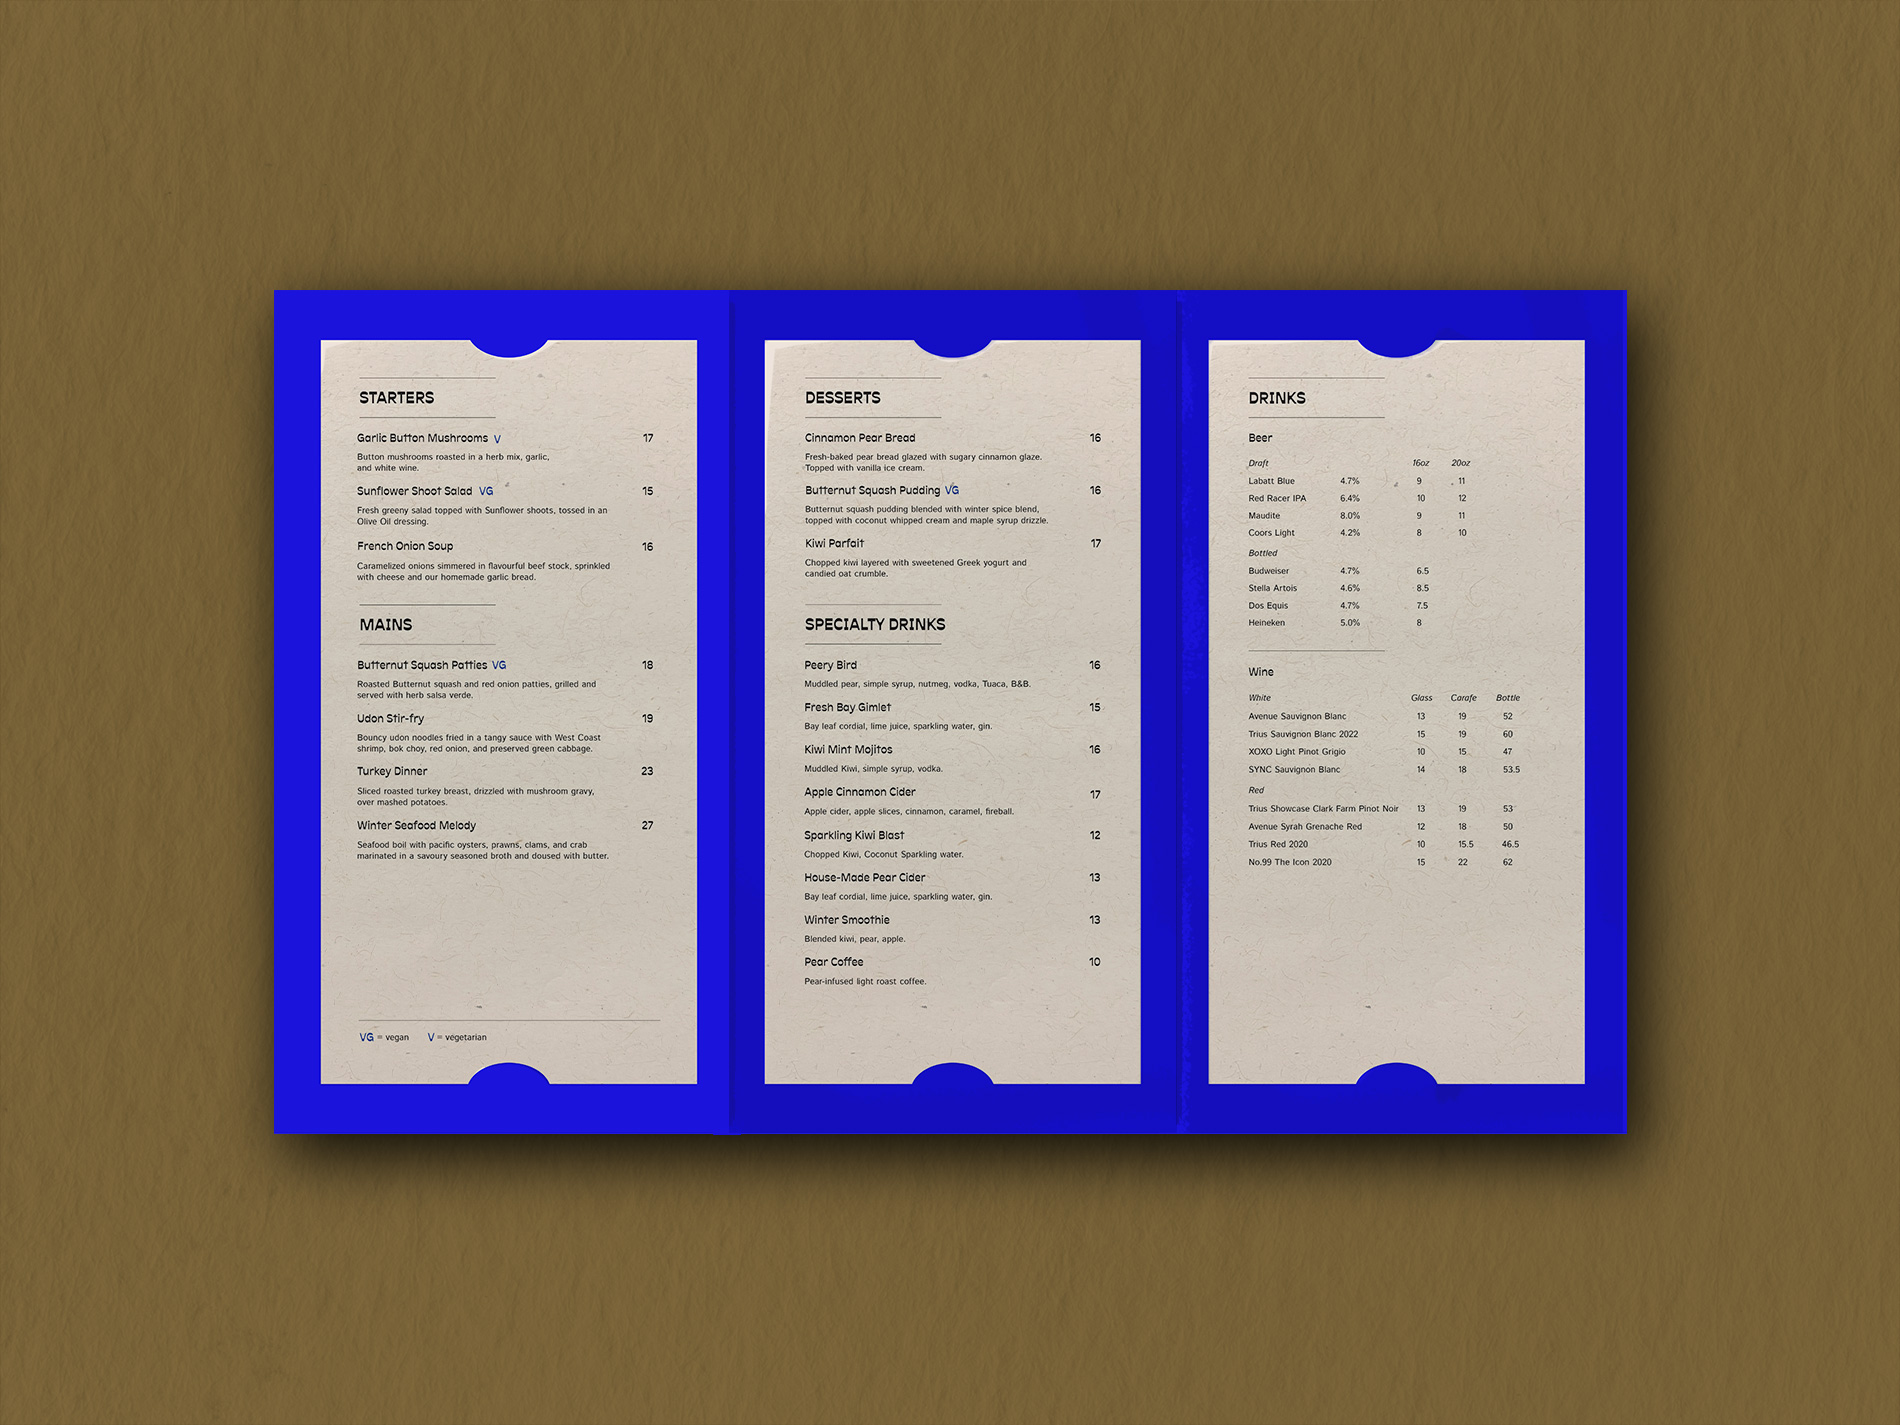 STARTERS
Garlic Button Mushrooms V 17
Button mushrooms roasted in a herb mix, garlic,
and white wine.
Sunflower Shoot Salad VG 15
Fresh greeny salad topped with Sunflower shoots, tossed in an
Olive Oil dressing.
French Onion Soup 16
Caramelized onions simmered in flavourful beef stock, sprinkled
with cheese and our homemade garlic bread.
MAINS
Butternut Squash Patties VG 18
Roasted Butternut squash and red onion patties, grilled and
served with herb salsa verde.
Udon Stir-fry 19
Bouncy udon noodles fried in a tangy sauce with West Coast
shrimp, bok choy, red onion, and preserved green cabbage.
Turkey Dinner 23
Sliced roasted turkey breast, drizzled with mushroom gravy,
over mashed potatoes.
Winter Seafood Melody 27
Seafood boil with pacific oysters, prawns, clams, and crab
marinated in a savoury seasoned broth and doused with butter.
VG = vegan V = vegetarian
DESSERTS
Cinnamon Pear Bread 16
Fresh-baked pear bread glazed with sugary cinnamon glaze.
Topped with vanilla ice cream.
Butternut Squash Pudding VG 16
Butternut squash pudding blended with winter spice blend,
topped with coconut whipped cream and maple syrup drizzle.
Kiwi Parfait 17
Chopped kiwi layered with sweetened Greek yogurt and
candied oat crumble.
SPECIALTY DRINKS
Peery Bird 16
Muddled pear, simple syrup, nutmeg, vodka, Tuaca, B&B.
Fresh Bay Gimlet 15
Bay leaf cordial, lime juice, sparkling water, gin.
Kiwi Mint Mojitos 16
Muddled Kiwi, simple syrup, vodka.
Apple Cinnamon Cider 17
Apple cider, apple slices, cinnamon, caramel, fireball.
Sparkling Kiwi Blast 12
Chopped Kiwi, Coconut Sparkling water.
House-Made Pear Cider 13
Bay leaf cordial, lime juice, sparkling water, gin.
Winter Smoothie 13
Blended kiwi, pear, apple.
Pear Coffee 10
Pear-infused light roast coffee.
DRINKS
Beer
Draft 16oz 20oz
Labatt Blue 4.7% 9 11
Red Racer IPA 6.4% 10 12
Maudite 8.0% 9 11
Coors Light 4.2% 8 10
Bottled
Budweiser 4.7% 6.5
Stella Artois 4.6% 8.5
Dos Equis 4.7% 7.5
Heineken 5.0% 8
Wine
White Glass Carafe Bottle
Avenue Sauvignon Blanc 13 19 52
Trius Sauvignon Blanc 2022 15 19 60
XOXO Light Pinot Grigio 10 15 47
SYNC Sauvignon Blanc 14 18 53.5
Red
Trius Showcase Clark Farm Pinot Noir 13 19 53
Avenue Syrah Grenache Red 12 18 50
Trius Red 2020 10 15.5 46.5
No.99 The Icon 2020 15 22 62